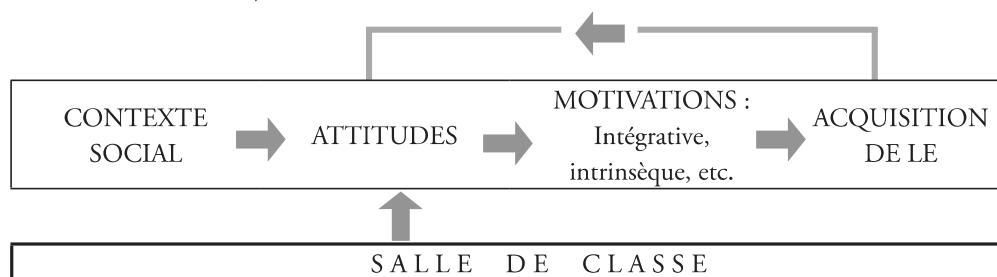 CONTEXTE
SOCIAL
ATTITUDES
MOTIVATIONS :
Intégrative,
intrinsèque, etc.
ACQUISITION
DE LE
SALLE DE CLASSE